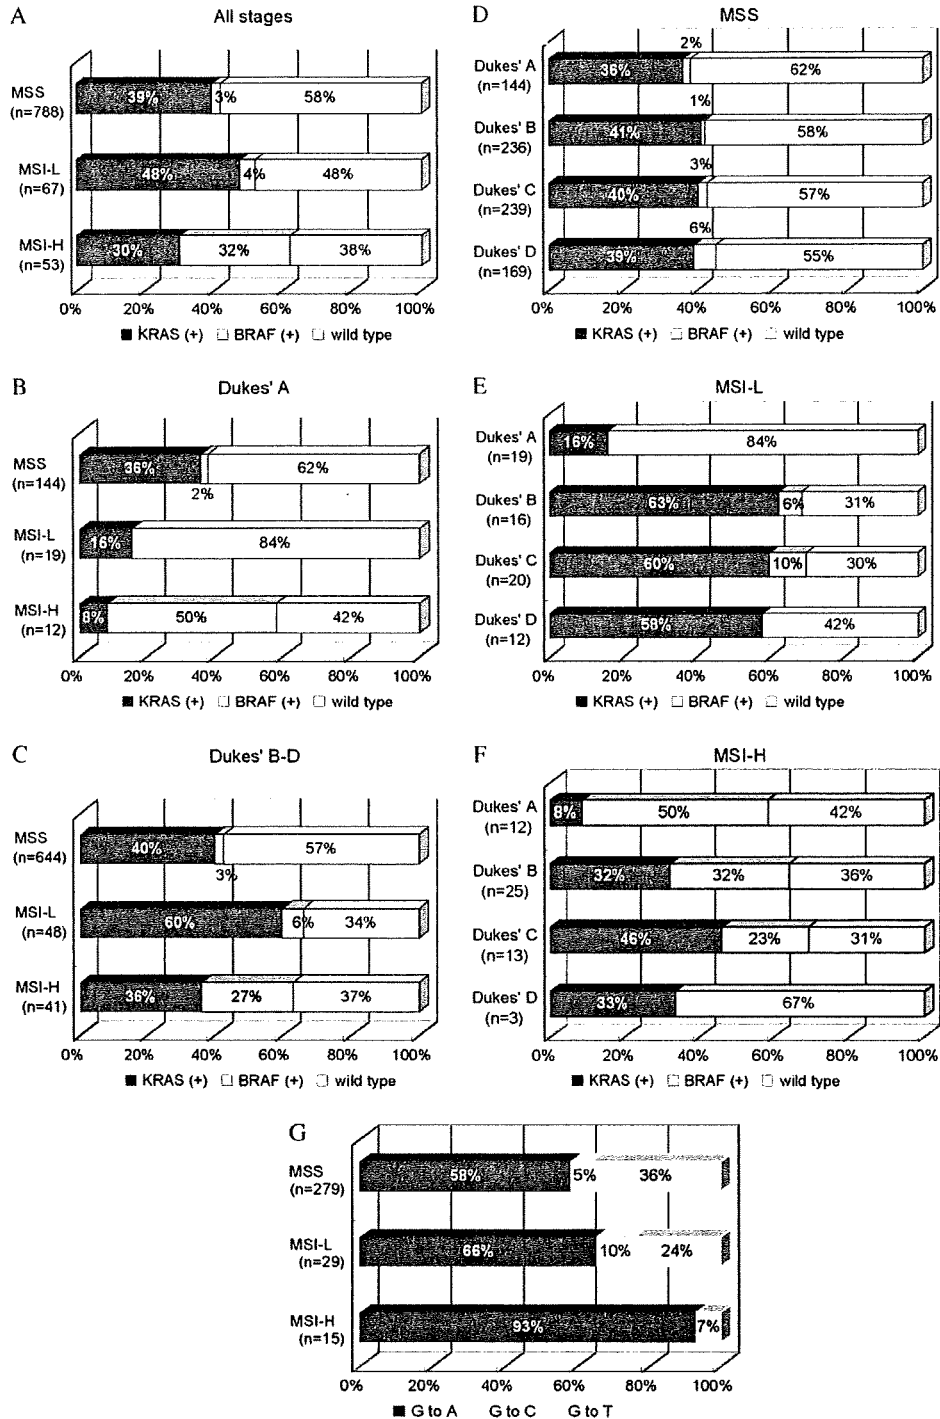 A
All stages
MSS
(n=788)
39%
3%
58%
MSI-L
(n=67)
48%
4%
48%
MSI-H
(n=53)
30%
32%
38%
0%
20%
40%
60%
80%
100%
KRAS (+)
BRAF (+)
wild type
B
Dukes' A
MSS
(n=144)
36%
62%
2%
MSI-L
(n=19)
16%
84%
MSI-H
(n=12)
8%
50%
42%
0%
20%
40%
60%
80%
100%
KRAS (+)
BRAF (+)
wild type
C
Dukes' B-D
MSS
(n=644)
40%
57%
3%
MSI-L
(n=48)
60%
6%
34%
MSI-H
(n=41)
36%
27%
37%
0%
20%
40%
60%
80%
100%
KRAS (+)
BRAF (+)
wild type
D
MSS
2%
Dukes' A
(n=144)
36%
62%
1%
Dukes' B
(n=236)
41%
58%
3%
Dukes' C
(n=239)
40%
57%
6%
Dukes' D
(n=169)
39%
55%
0%
20%
40%
60%
80%
100%
KRAS (+)
BRAF (+)
wild type
E
MSI-L
Dukes' A
(n=19)
16%
84%
Dukes' B
(n=16)
63%
6%
31%
Dukes' C
(n=20)
60%
10%
30%
Dukes' D
(n=12)
58%
42%
0%
20%
40%
60%
80%
100%
KRAS (+)
BRAF (+)
wild type
F
MSI-H
Dukes' A
(n=12)
8%
50%
42%
Dukes' B
(n=25)
32%
32%
36%
Dukes' C
(n=13)
46%
23%
31%
Dukes' D
(n=3)
33%
67%
0%
20%
40%
60%
80%
100%
KRAS (+)
BRAF (+)
wild type
G
MSS
(n=279)
58%
5%
36%
MSI-L
(n=29)
66%
10%
24%
MSI-H
(n=15)
93%
7%
0%
20%
40%
60%
80%
100%
G to A
G to C
G to T